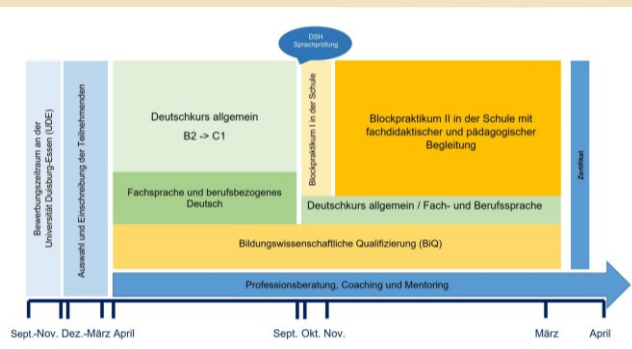 DSH
Sprachprüfung
Bewerbungszeitraum an der
Universität Duisburg-Essen (UDE)
Auswahl und Einschreibung der Teilnehmenden
Deutschkurs allgemein
B2 -> C1
Fachsprache und berufsbezogenes
Deutsch
Blockpraktikum I in der Schule
Blockpraktikum II in der Schule mit
fachdidaktischer und pädagogischer
Begleitung
Deutschkurs allgemein / Fach- und Berufssprache
Zertifikat
Bildungswissenschaftliche Qualifizierung (BiQ)
Professionsberatung, Coaching und Mentoring
Sept.-Nov. Dez.-März April Sept. Okt. Nov. März April